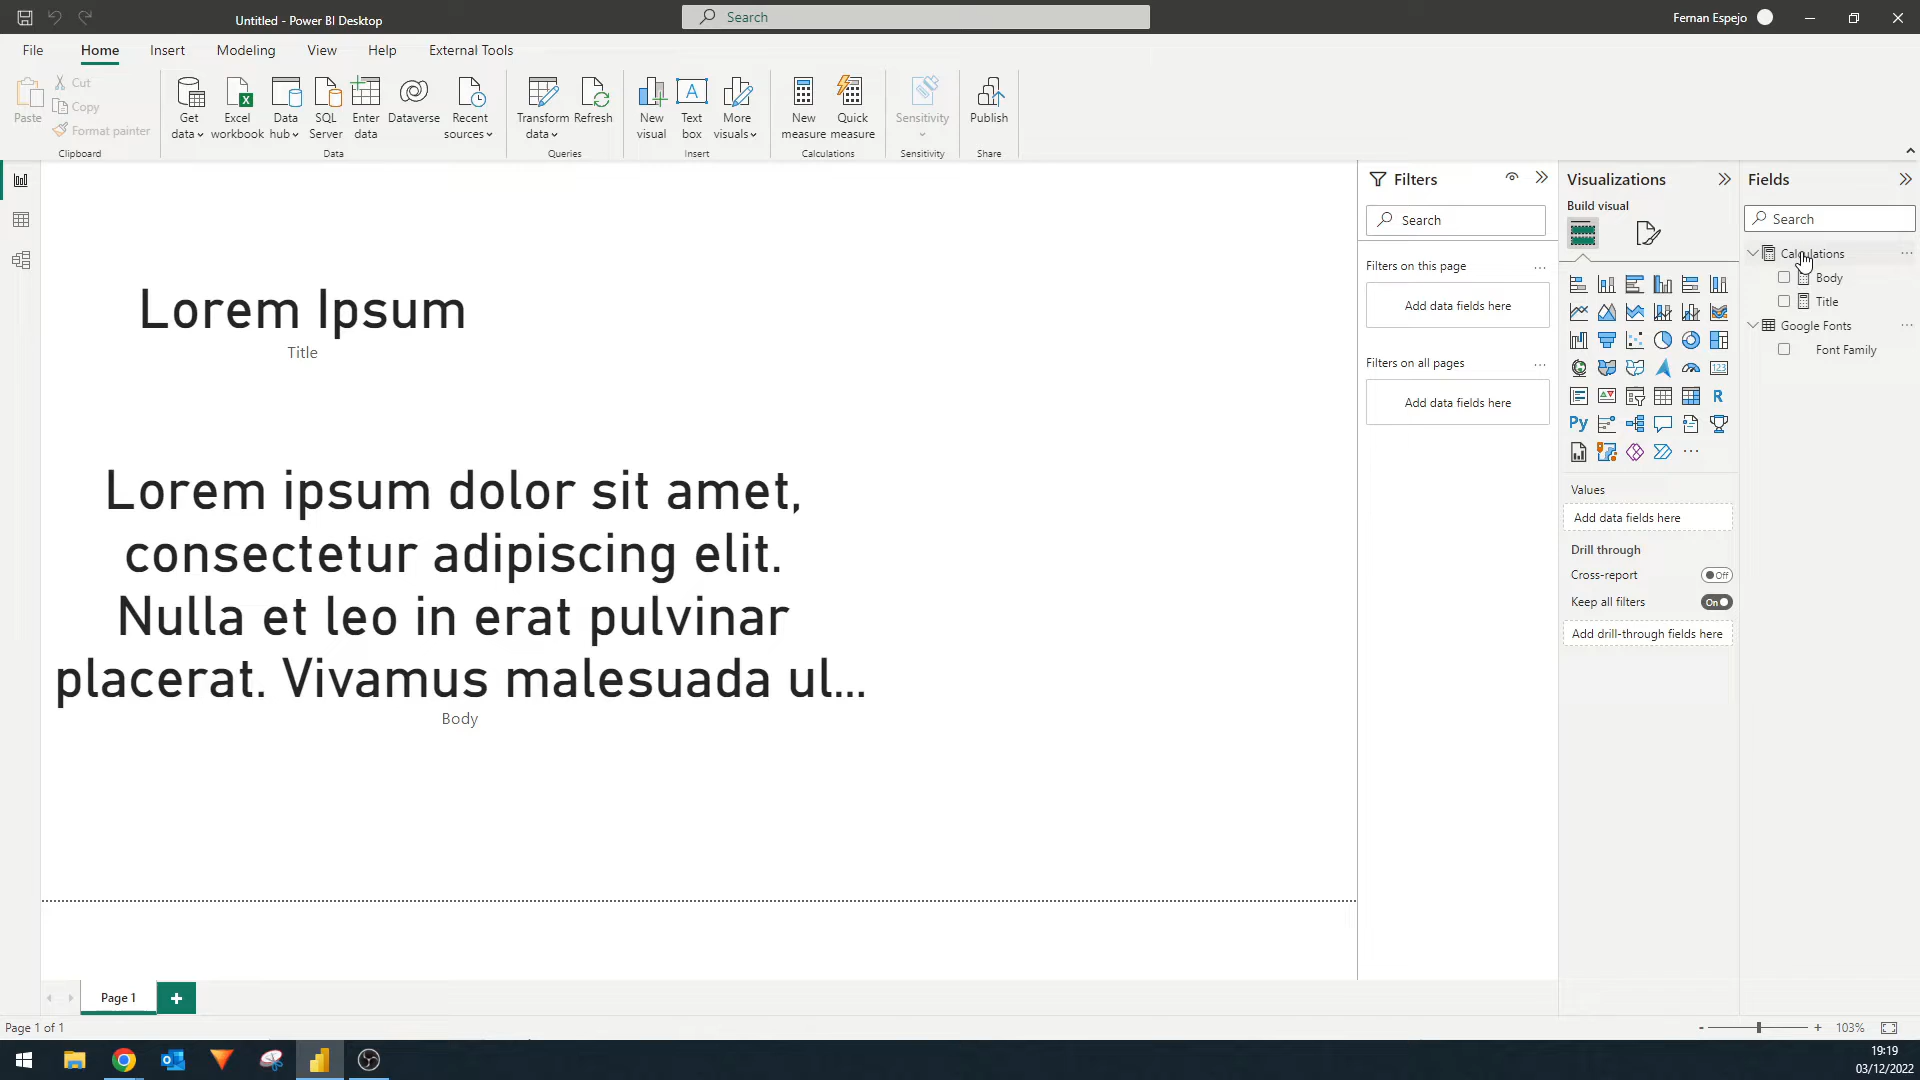 Untitled - Power BI Desktop
Search
Fernan Espejo
File
Home
Insert
Modeling
View
Help
External Tools
Paste
Cut
Copy
Format painter
Get data
Excel workbook
Data hub
SQL Server
Enter data
Dataverse
Recent sources
Transform data
Refresh
New visual
Text box
More visuals
New measure
Quick measure
Sensitivity
Publish
Clipboard
Data
Queries
Insert
Calculations
Sensitivity
Share
Lorem Ipsum
Title
Lorem ipsum dolor sit amet,
consectetur adipiscing elit.
Nulla et leo in erat pulvinar
placerat. Vivamus malesuada ul...
Body
Filters
Search
Filters on this page
Add data fields here
Filters on all pages
Add data fields here
Visualizations
Build visual
123
R
Py
Values
Add data fields here
Drill through
Cross-report
Off
Keep all filters
On
Add drill-through fields here
Fields
Search
Calculations
Body
Title
Google Fonts
Font Family
Page 1
Page 1 of 1
103%
19:19
03/12/2022